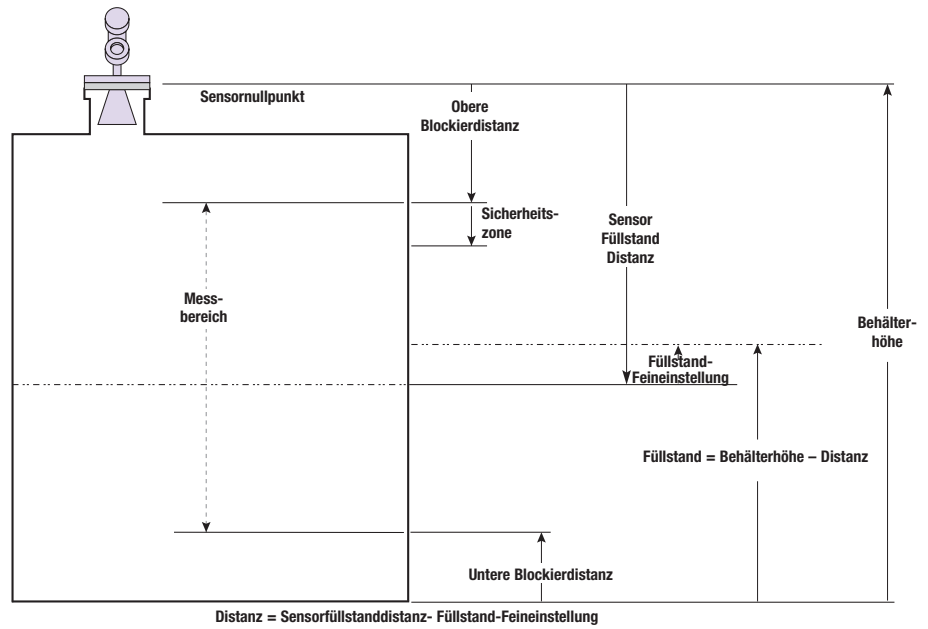 Sensornullpunkt
Obere
Blockierdistanz
Sicherheits-
zone
Sensor
Füllstand
Distanz
Mess-
bereich
Behälter-
höhe
Füllstand-
Feineinstellung
Füllstand = Behälterhöhe – Distanz
Untere Blockierdistanz
Distanz = Sensorfüllstanddistanz- Füllstand-Feineinstellung